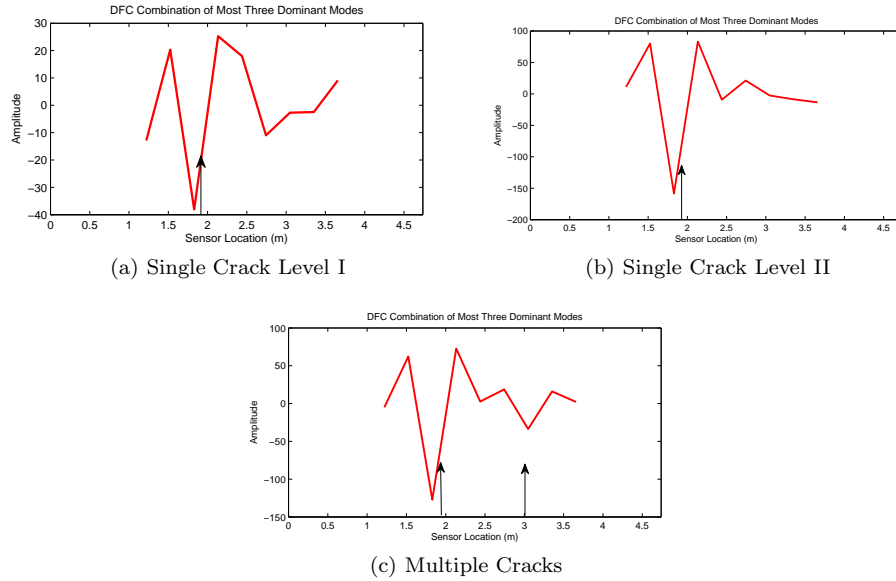 DFC Combination of Most Three Dominant Modes
30
20
10
0
−10
−20
−30
−40
Amplitude
0 0.5 1 1.5 2 2.5 3 3.5 4 4.5
Sensor Location (m)
(a) Single Crack Level I
DFC Combination of Most Three Dominant Modes
100
50
0
−50
−100
−150
−200
Amplitude
0 0.5 1 1.5 2 2.5 3 3.5 4 4.5
Sensor Location (m)
(b) Single Crack Level II
DFC Combination of Most Three Dominant Modes
100
50
0
−50
−100
−150
Amplitude
0 0.5 1 1.5 2 2.5 3 3.5 4 4.5
Sensor Location (m)
(c) Multiple Cracks